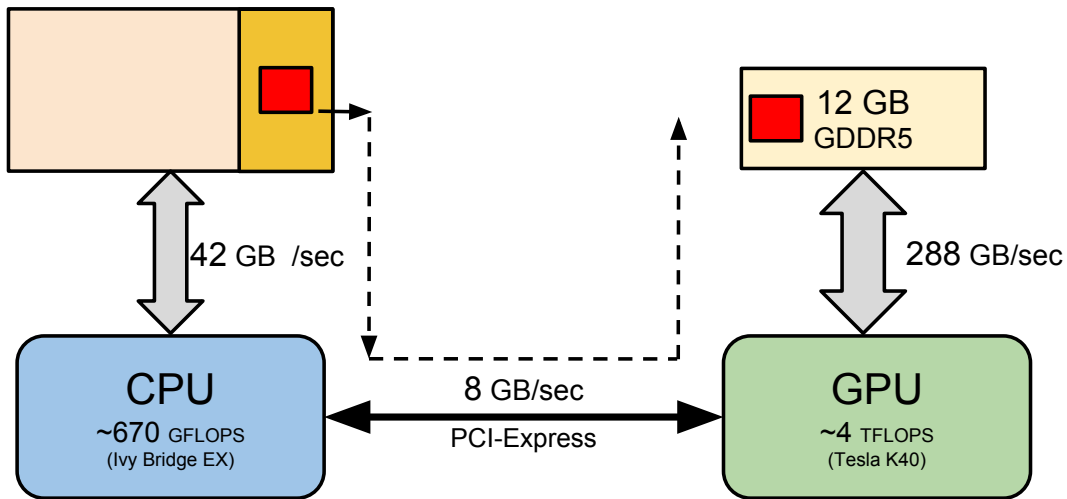 12 GB
GDDR5
42 GB /sec
288 GB/sec
CPU
~670 GFLOPS
(Ivy Bridge EX)
8 GB/sec
PCI-Express
GPU
~4 TFLOPS
(Tesla K40)